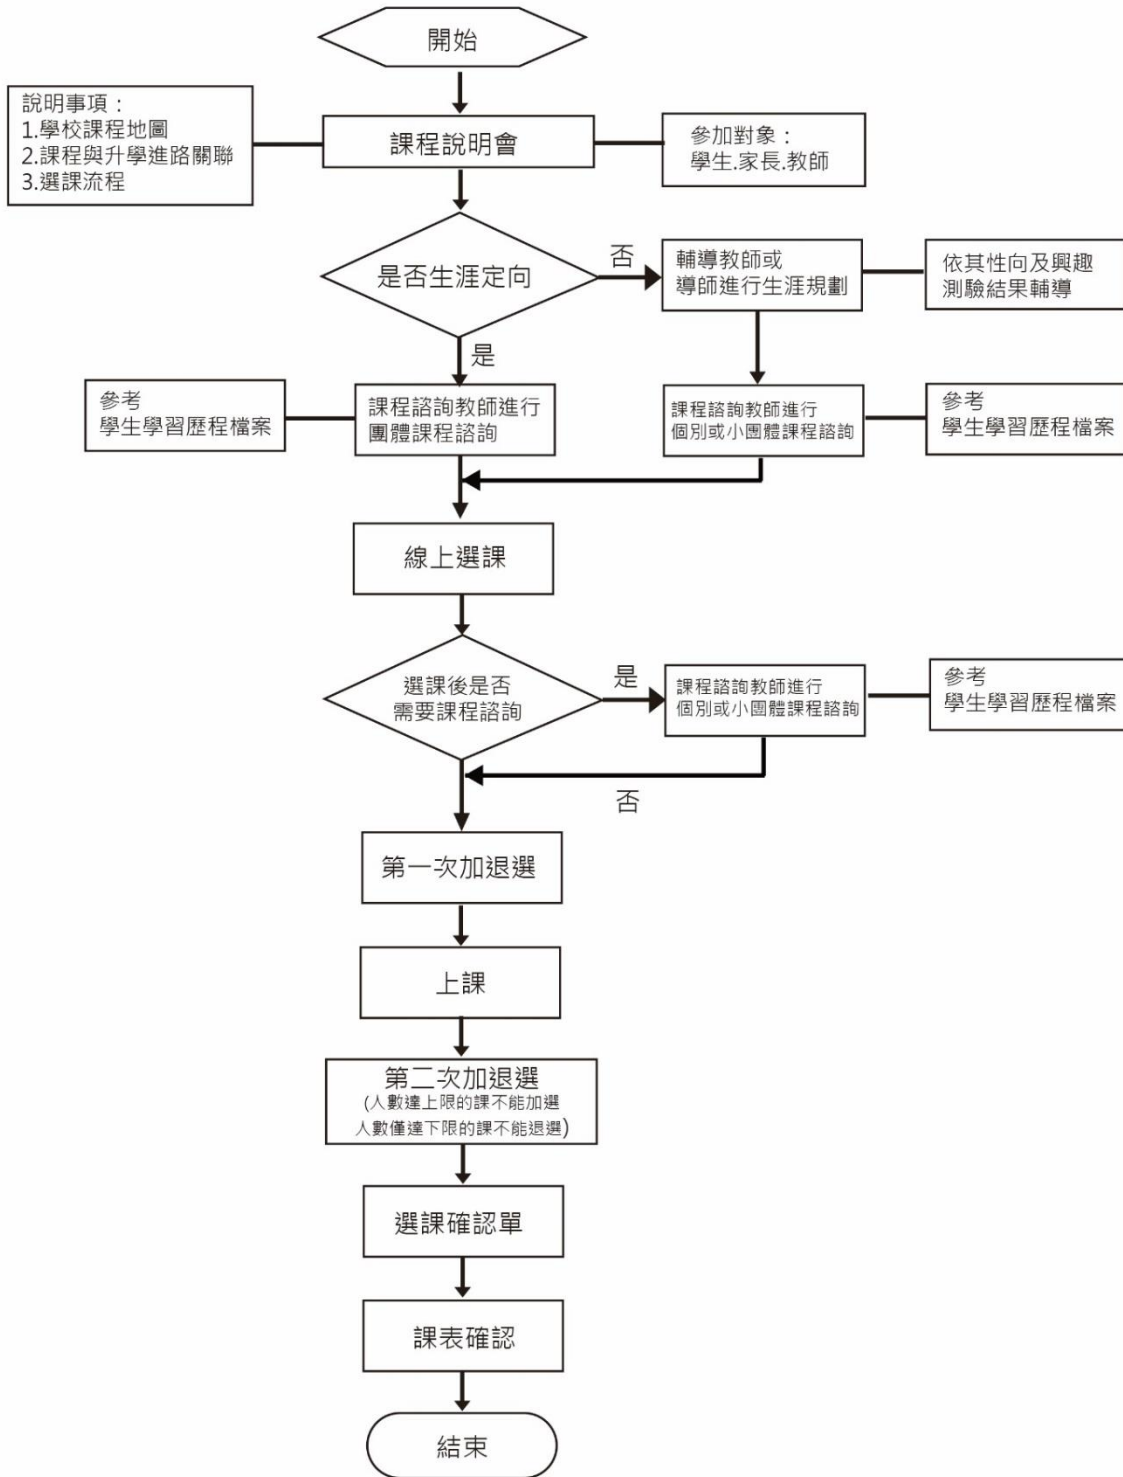 開始
說明事項：
1.學校課程地圖
2.課程與升學進路關聯
3.選課流程
課程說明會
參加對象：
學生.家長.教師
是否生涯定向
否
輔導教師或
導師進行生涯規劃
依其性向及興趣
測驗結果輔導
是
參考
學生學習歷程檔案
課程諮詢教師進行
團體課程諮詢
課程諮詢教師進行
個別或小團體課程諮詢
參考
學生學習歷程檔案
線上選課
選課後是否
需要課程諮詢
是
課程諮詢教師進行
個別或小團體課程諮詢
參考
學生學習歷程檔案
否
第一次加退選
上課
第二次加退選
(人數達上限的課不能加選
人數僅達下限的課不能退選)
選課確認單
課表確認
結束